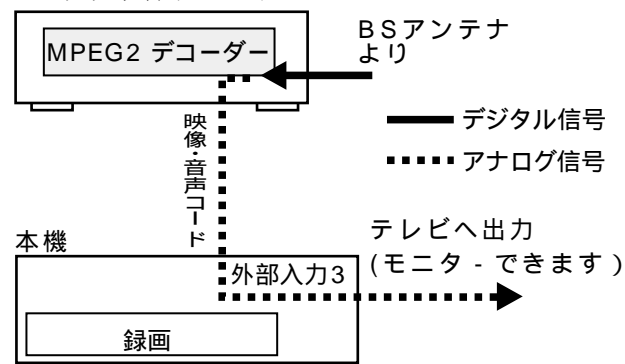 MPEG2 デコーダー
BSアンテナ
より
デジタル信号
アナログ信号
映像・音声コード
本機
テレビへ出力
(モニタ - できます)
外部入力3
録画